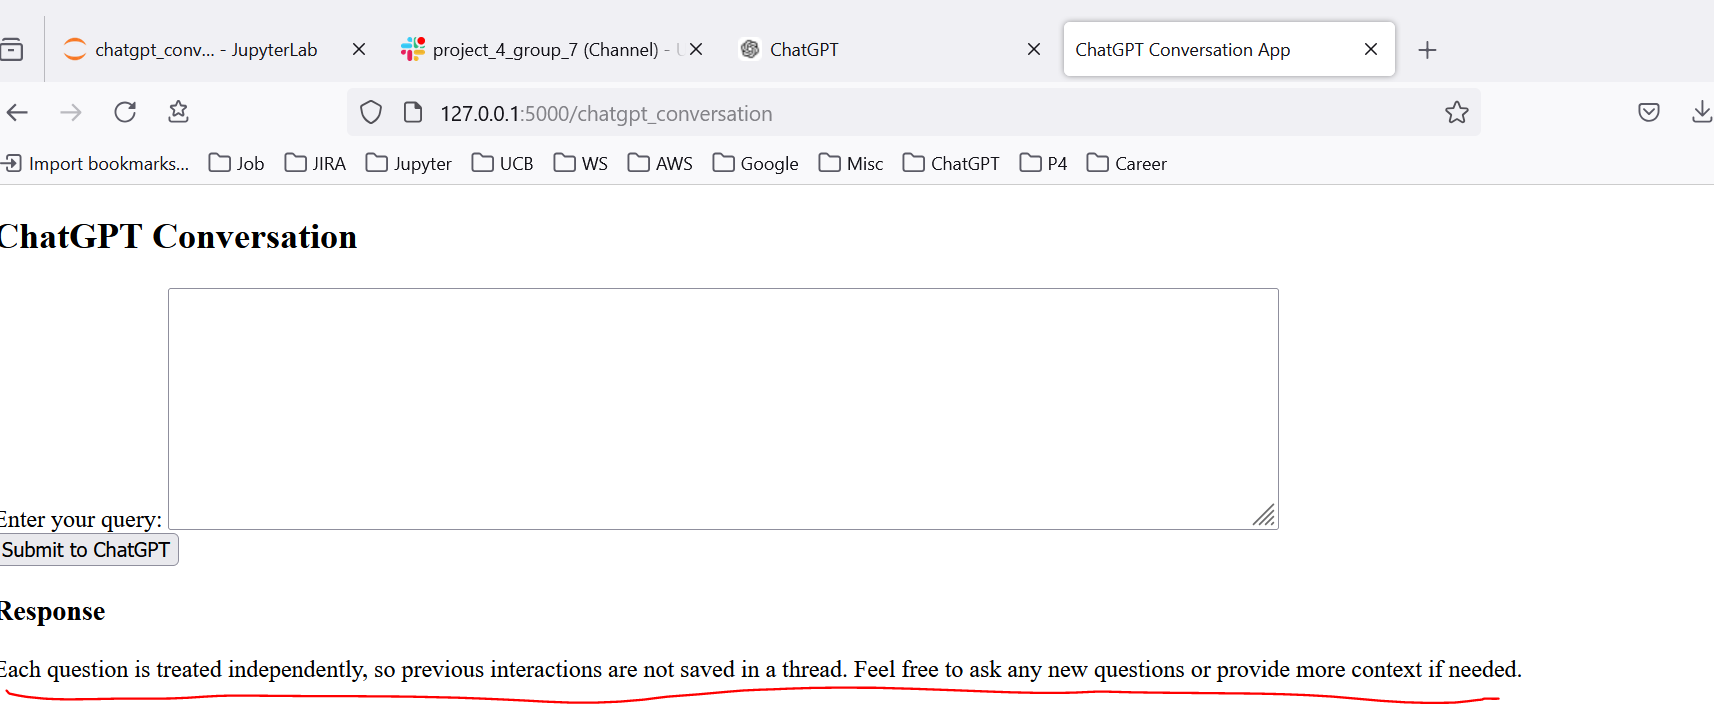 chatgpt_conv... - JupyterLab
project_4_group_7 (Channel) -
ChatGPT
ChatGPT Conversation App
127.0.0.1:5000/chatgpt_conversation
Import bookmarks... Job JIRA Jupyter UCB WS AWS Google Misc ChatGPT P4 Career
ChatGPT Conversation
Enter your query:
Submit to ChatGPT
Response
Each question is treated independently, so previous interactions are not saved in a thread. Feel free to ask any new questions or provide more context if needed.